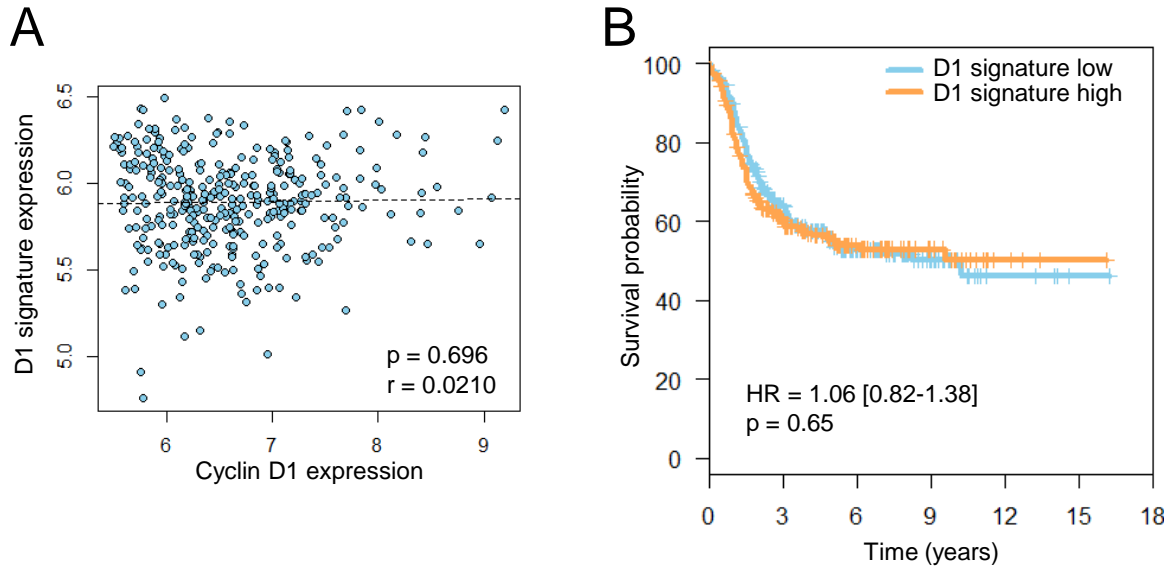 A
6.5
6.0
5.5
5.0
D1 signature expression
p = 0.696
r = 0.0210
6 7 8 9
Cyclin D1 expression
B
100
80
60
40
20
0
Survival probability
D1 signature low
D1 signature high
HR = 1.06 [0.82-1.38]
p = 0.65
0 3 6 9 12 15 18
Time (years)